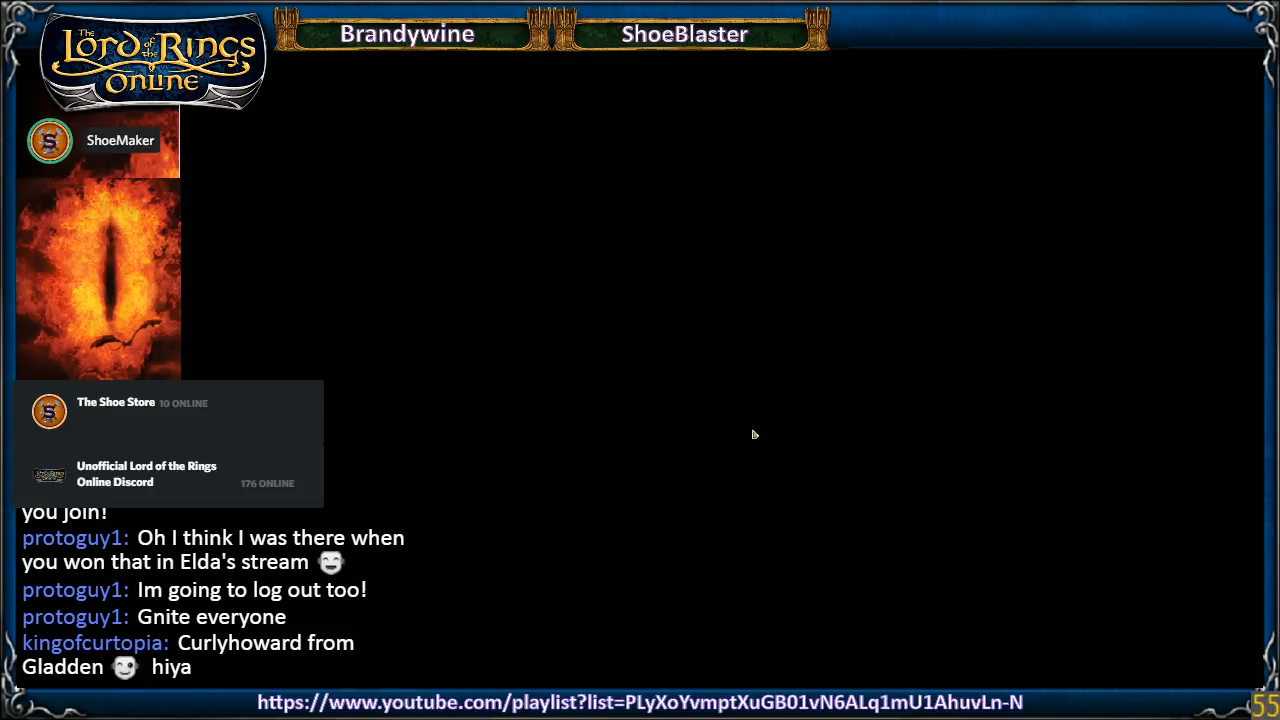 The
Lord of the Rings
Online
Brandywine
ShoeBlaster
ShoeMaker
The Shoe Store 10 ONLINE
Unofficial Lord of the Rings
Online Discord 176 ONLINE
you join!
protoguy1: Oh I think I was there when
you won that in Elda's stream
protoguy1: Im going to log out too!
protoguy1: Gnite everyone
kingofcurtopia: Curlyhoward from
Gladden hiya
https://www.youtube.com/playlist?list=PLyXoYvmptXuGB01vN6ALq1mU1AhuvLn-N
55